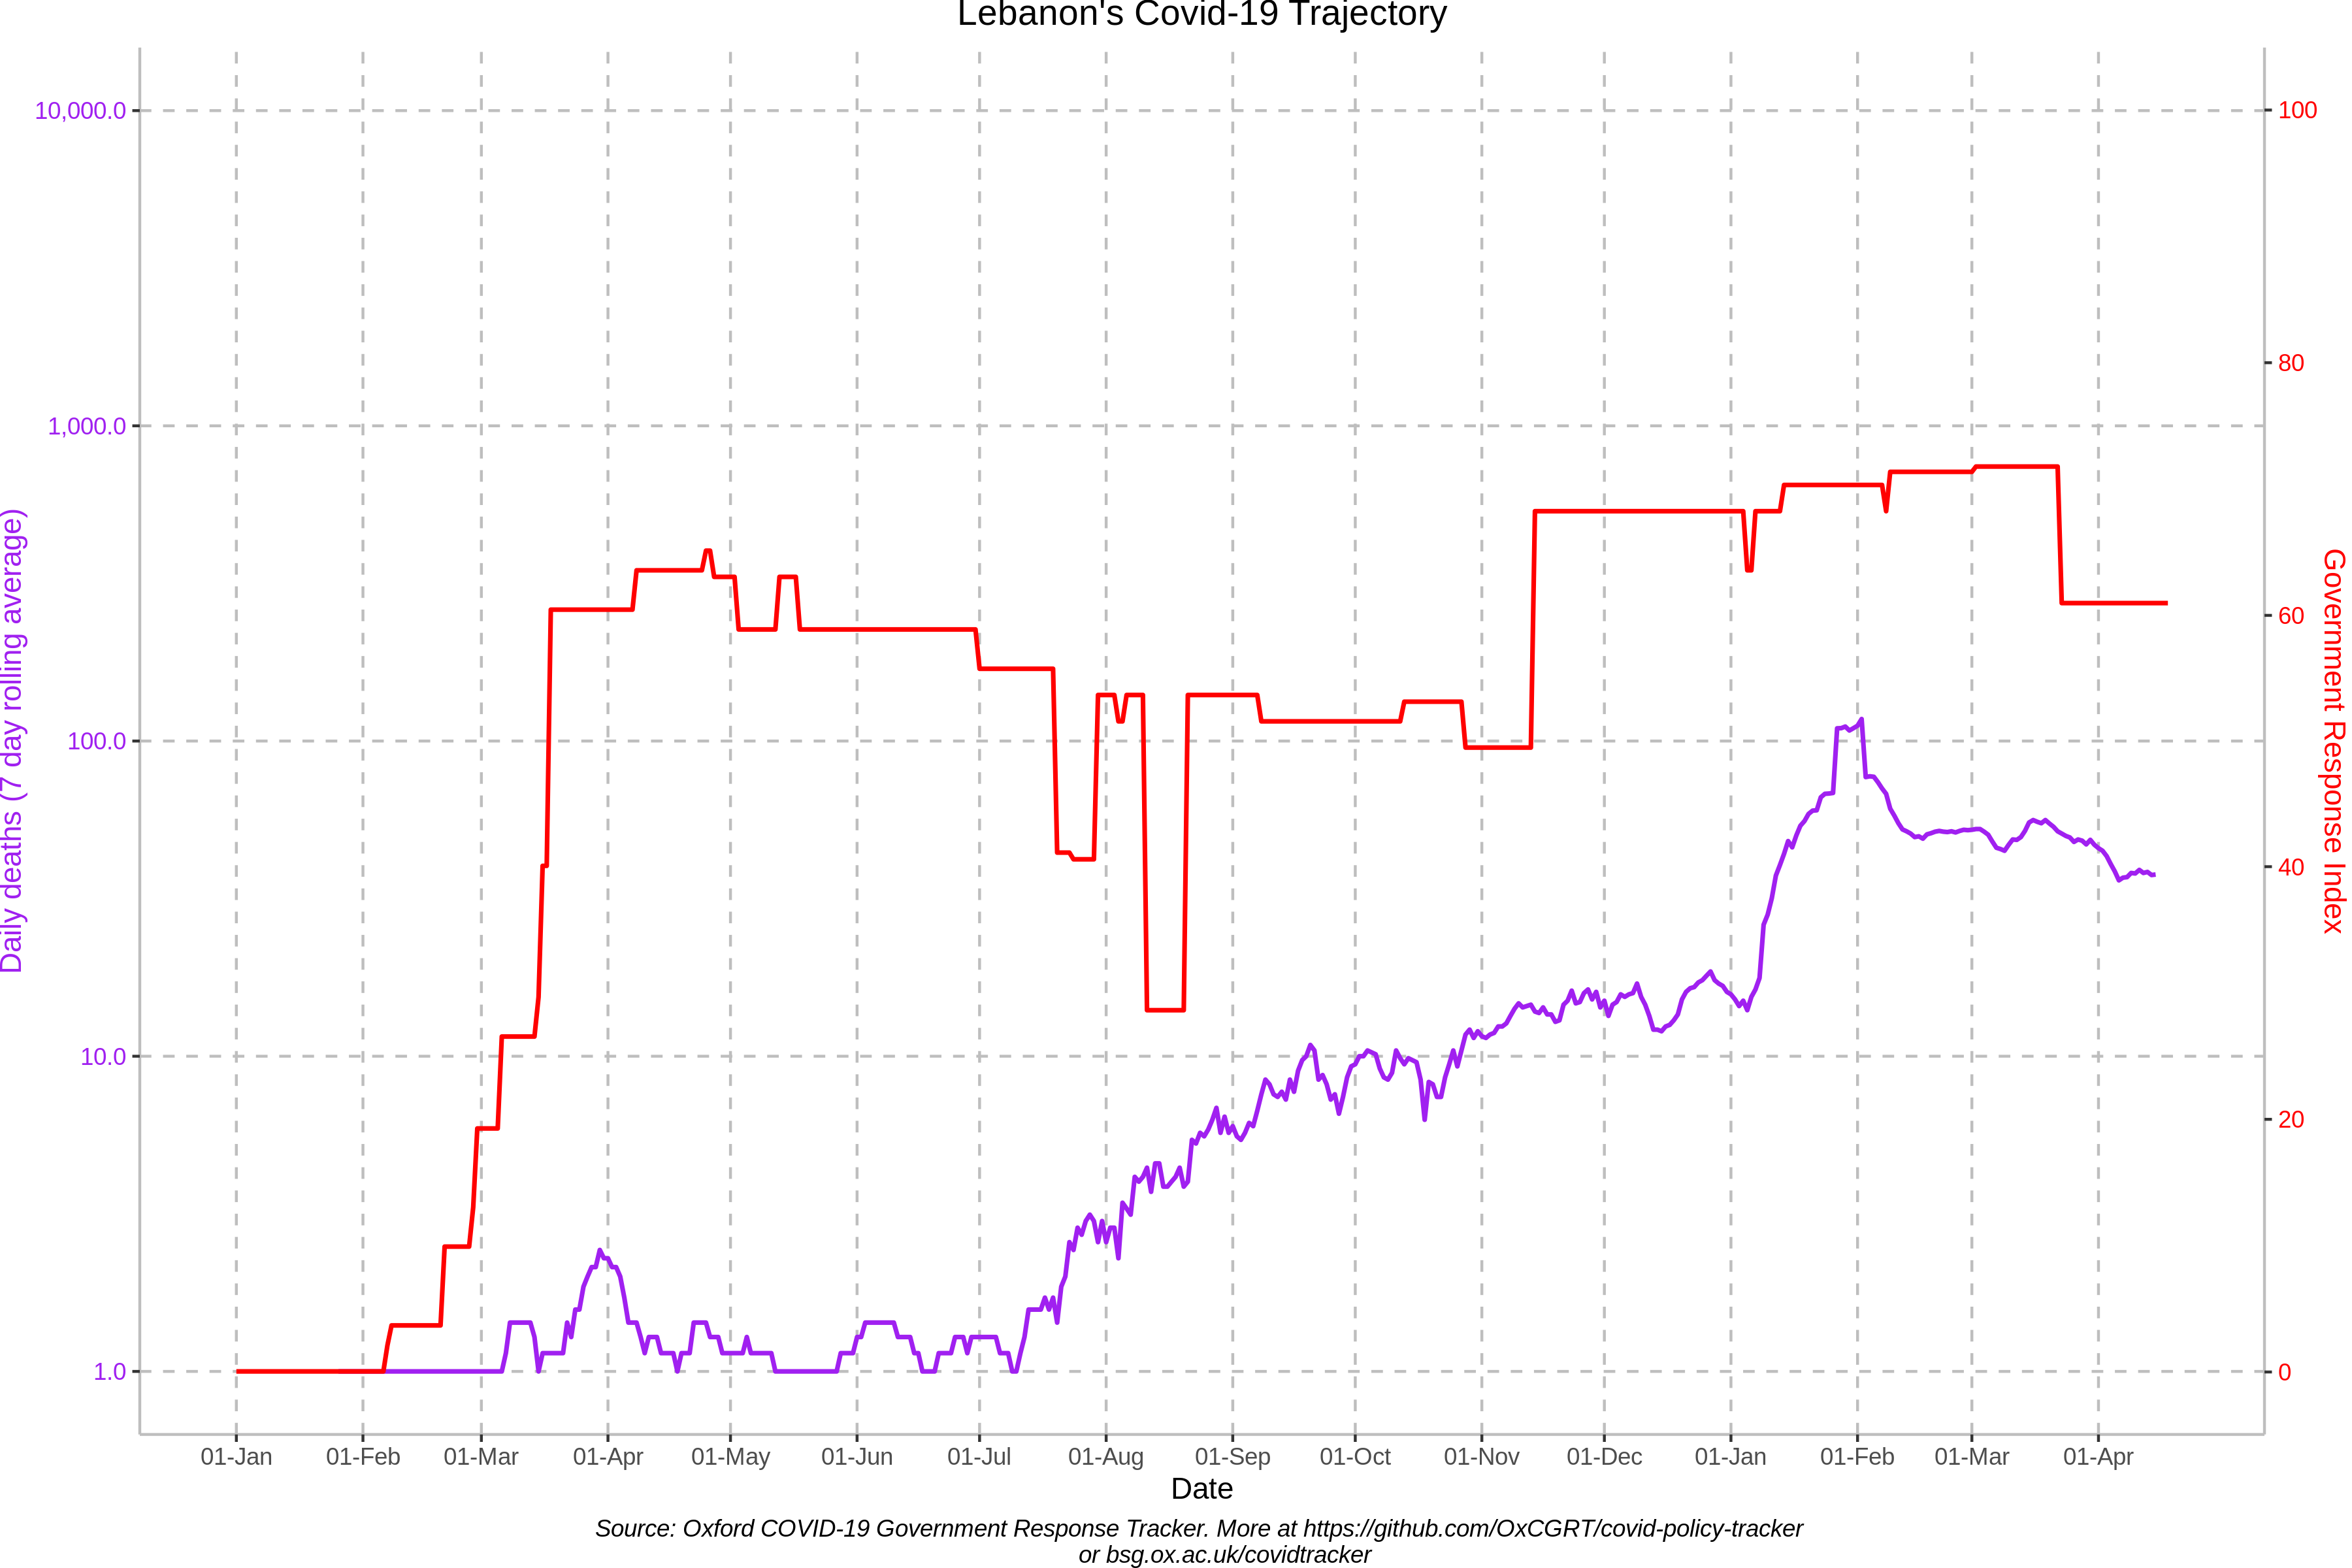 Lebanon's Covid-19 Trajectory
10,000.0
1,000.0
100.0
10.0
1.0
Daily deaths (7 day rolling average)
100
80
60
40
20
0
Government Response Index
01-Jan 01-Feb 01-Mar 01-Apr 01-May 01-Jun 01-Jul 01-Aug 01-Sep 01-Oct 01-Nov 01-Dec 01-Jan 01-Feb 01-Mar 01-Apr
Date
Source: Oxford COVID-19 Government Response Tracker. More at https://github.com/OxCGRT/covid-policy-tracker
or bsg.ox.ac.uk/covidtracker